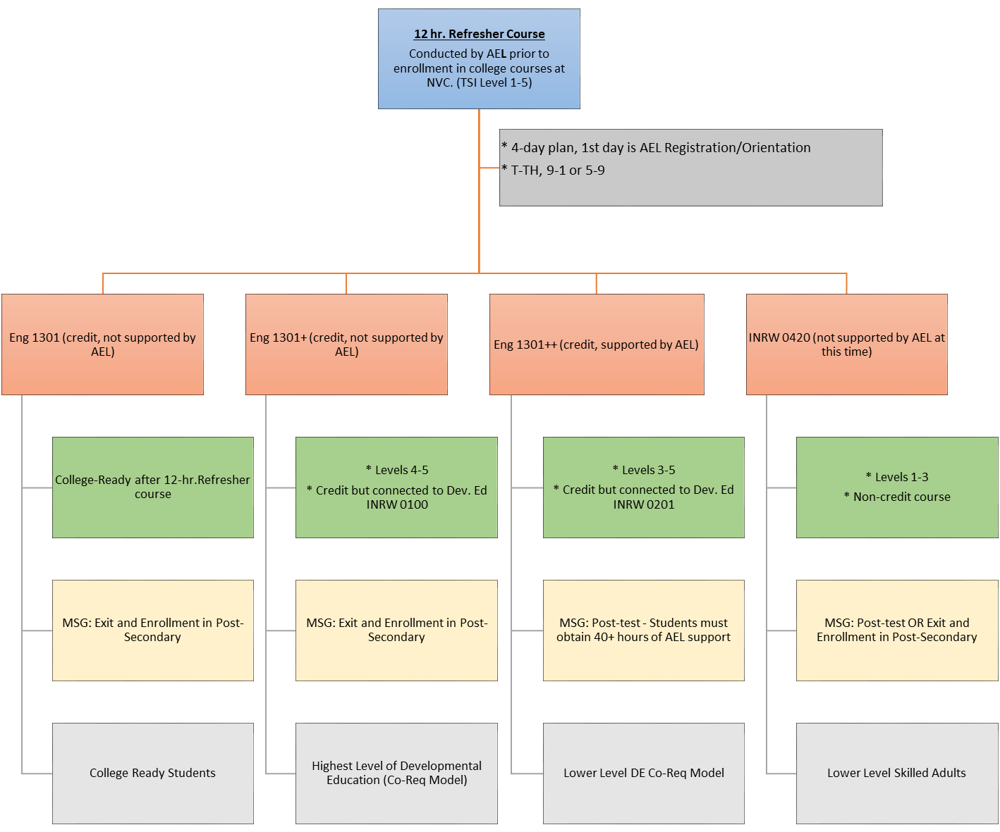 12 hr. Refresher Course
Conducted by AEL prior to
enrollment in college courses at
NVC. (TSI Level 1-5)
* 4-day plan, 1st day is AEL Registration/Orientation
* T-TH, 9-1 or 5-9
Eng 1301 (credit, not supported by
AEL)
Eng 1301+ (credit, not supported by
AEL)
Eng 1301++ (credit, supported by AEL)
INRW 0420 (not supported by AEL at
this time)
College-Ready after 12-hr.Refresher
course
* Levels 4-5
* Credit but connected to Dev. Ed
INRW 0100
* Levels 3-5
* Credit but connected to Dev. Ed
INRW 0201
* Levels 1-3
* Non-credit course
MSG: Exit and Enrollment in Post-
Secondary
MSG: Exit and Enrollment in Post-
Secondary
MSG: Post-test - Students must
obtain 40+ hours of AEL support
MSG: Post-test OR Exit and
Enrollment in Post-Secondary
College Ready Students
Highest Level of Developmental
Education (Co-Req Model)
Lower Level DE Co-Req Model
Lower Level Skilled Adults